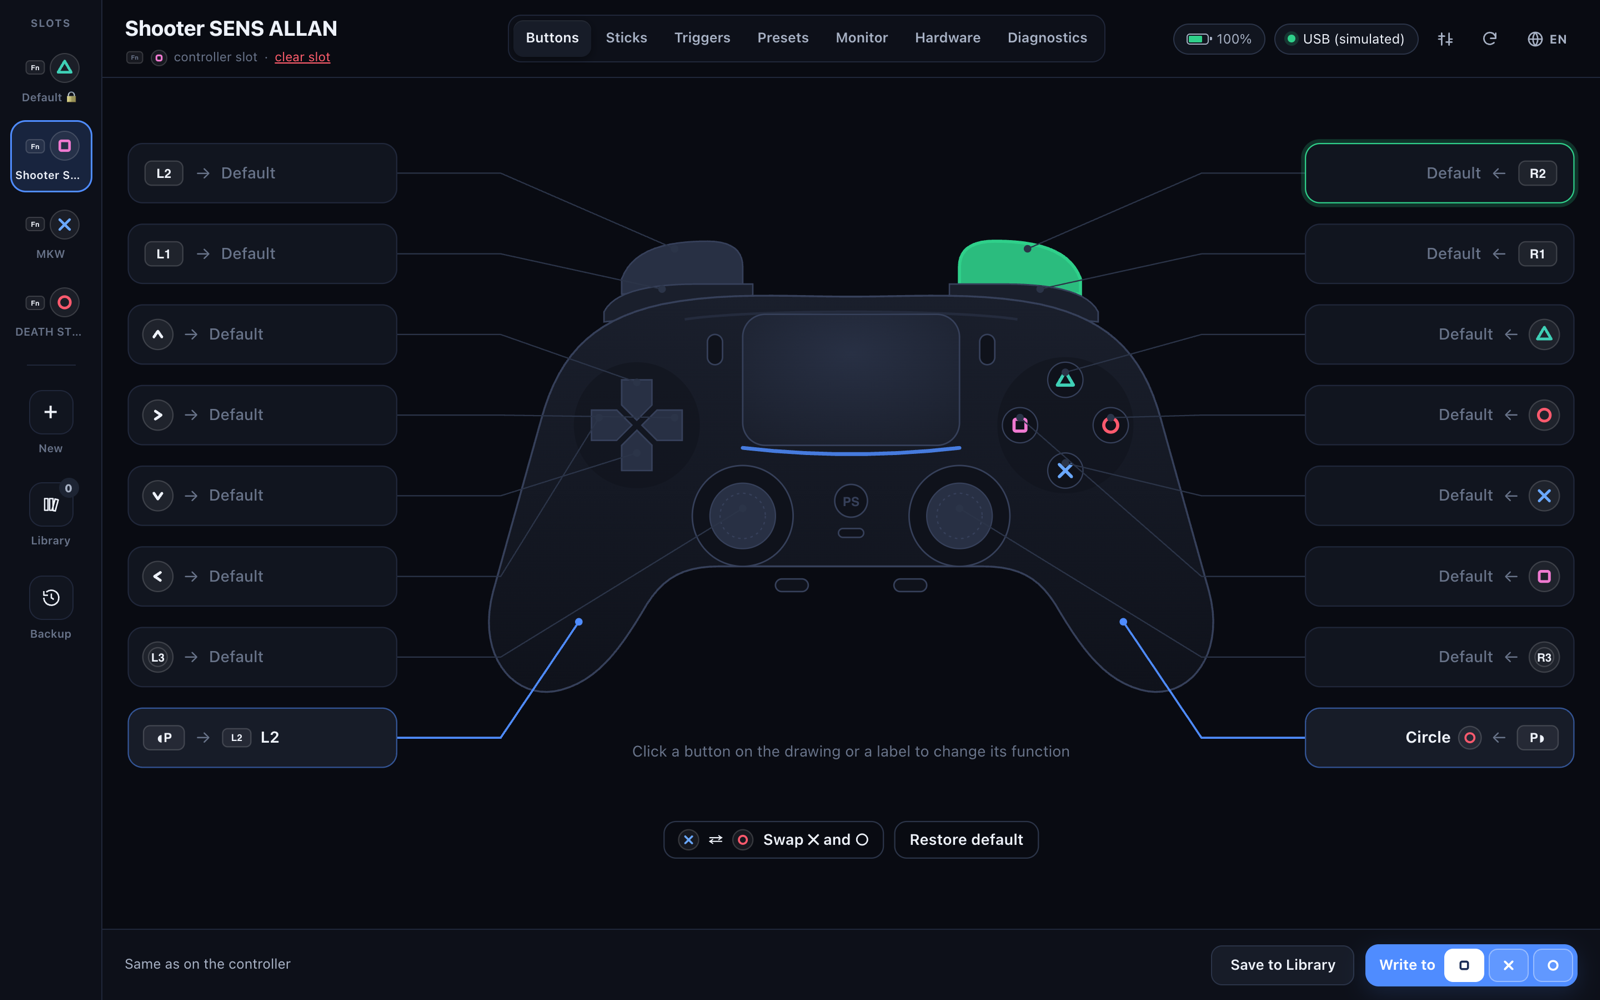 SLOTS
Fn
Default
Fn
Shooter S...
Fn
MKW
Fn
DEATH ST...
New
0
Library
Backup
Shooter SENS ALLAN
Fn controller slot · clear slot
Buttons Sticks Triggers Presets Monitor Hardware Diagnostics
100% USB (simulated) EN
L2 → Default
L1 → Default
→ Default
→ Default
→ Default
→ Default
L3 → Default
P → L2 L2
PS
Default ← R2
Default ← R1
Default ←
Default ←
Default ←
Default ←
Default ← R3
Circle ← P
Click a button on the drawing or a label to change its function
⇄ Swap ✕ and ○
Restore default
Same as on the controller
Save to Library
Write to